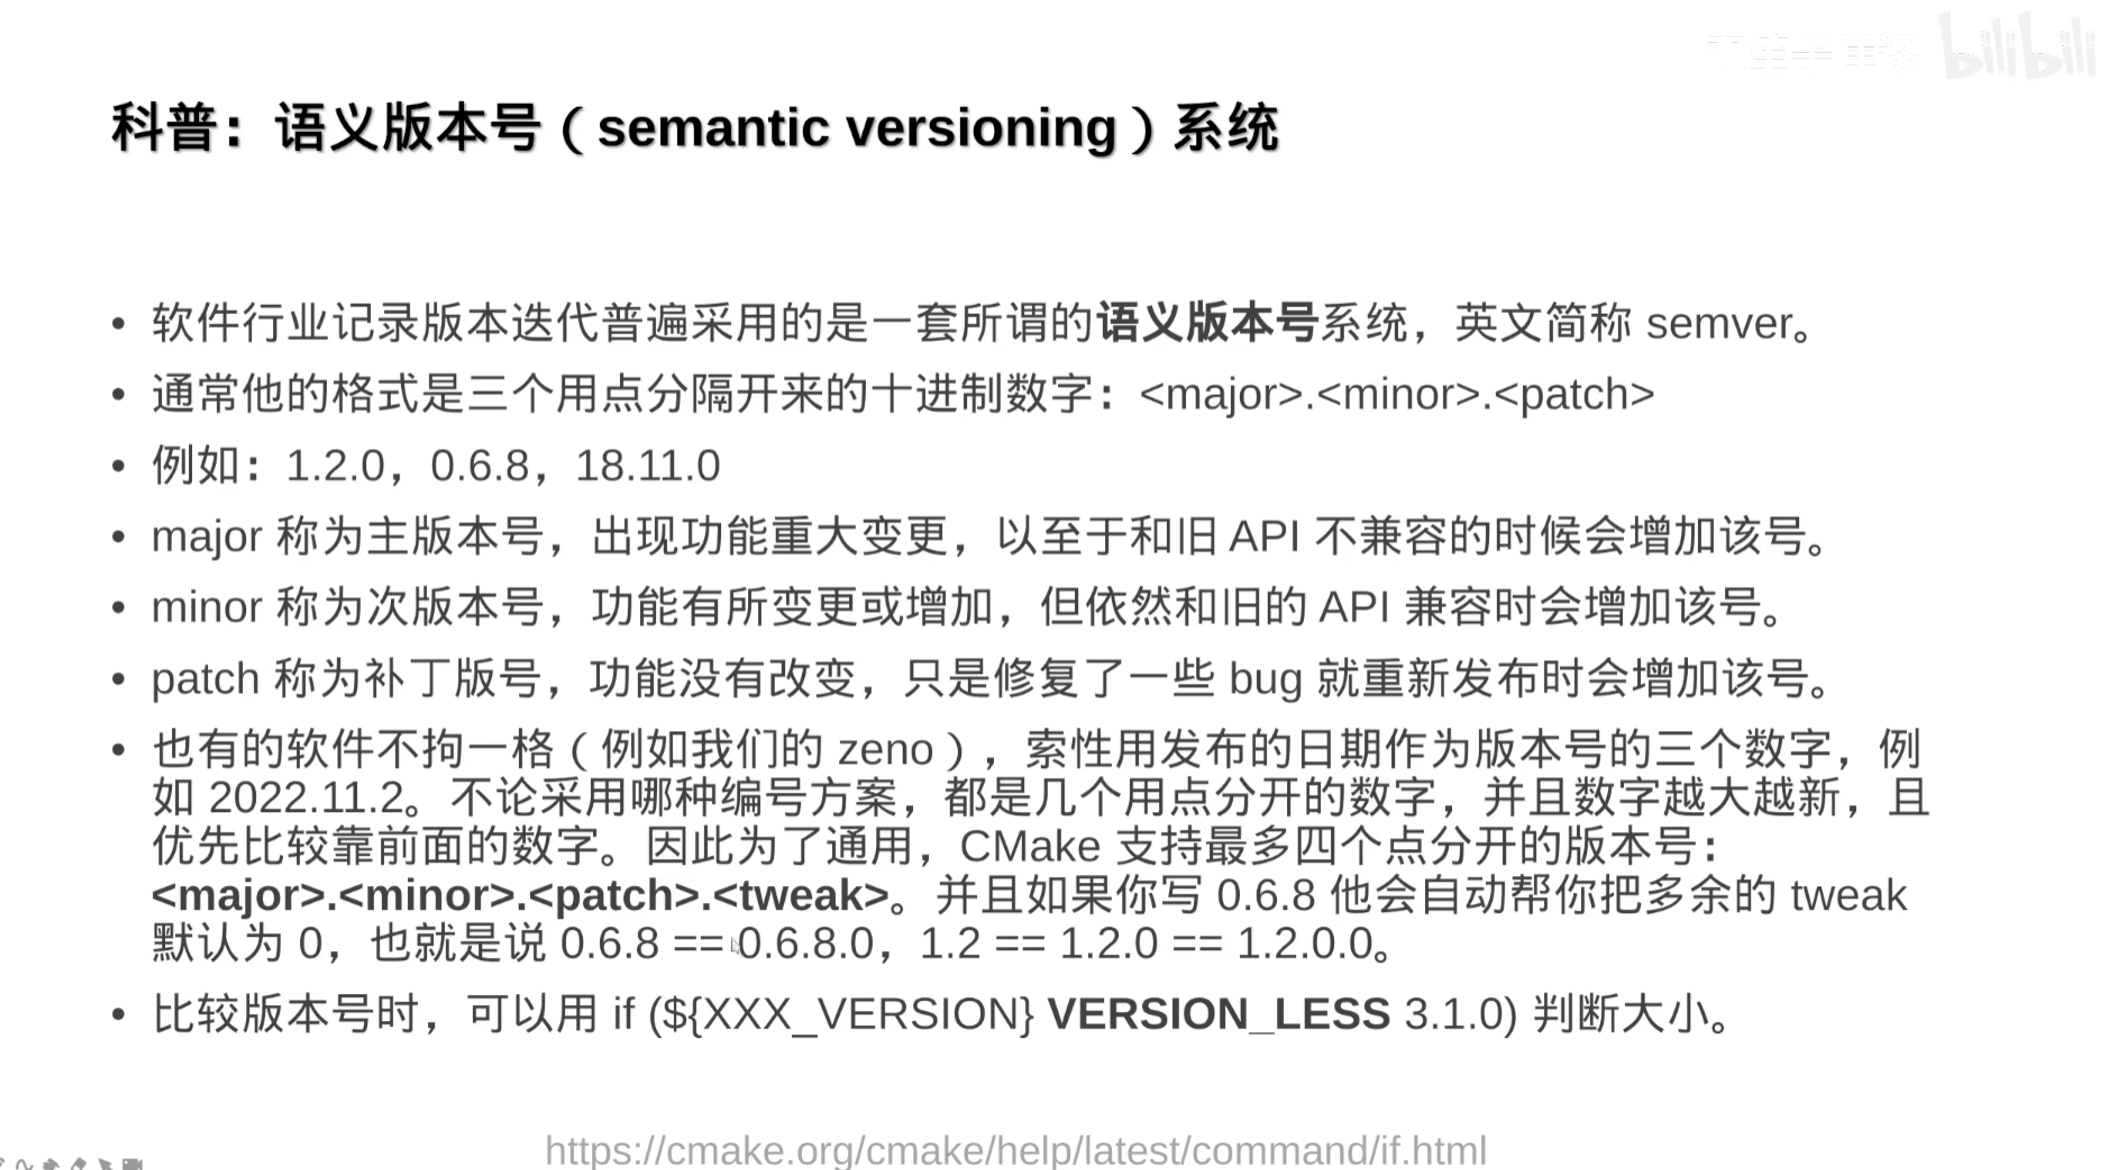 bilibili
科普：语义版本号（semantic versioning）系统
• 软件行业记录版本迭代普遍采用的是一套所谓的语义版本号系统，英文简称 semver。
• 通常他的格式是三个用点分隔开来的十进制数字：<major>.<minor>.<patch>
• 例如：1.2.0，0.6.8，18.11.0
• major 称为主版本号，出现功能重大变更，以至于和旧 API 不兼容的时候会增加该号。
• minor 称为次版本号，功能有所变更或增加，但依然和旧的 API 兼容时会增加该号。
• patch 称为补丁版号，功能没有改变，只是修复了一些 bug 就重新发布时会增加该号。
• 也有的软件不拘一格（例如我们的 zeno），索性用发布的日期作为版本号的三个数字，例
如 2022.11.2。不论采用哪种编号方案，都是几个用点分开的数字，并且数字越大越新，且
优先比较靠前面的数字。因此为了通用，CMake 支持最多四个点分开的版本号：
<major>.<minor>.<patch>.<tweak>。并且如果你写 0.6.8 他会自动帮你把多余的 tweak
默认为 0，也就是说 0.6.8 == 0.6.8.0，1.2 == 1.2.0 == 1.2.0.0。
• 比较版本号时，可以用 if (${XXX_VERSION} VERSION_LESS 3.1.0) 判断大小。
https://cmake.org/cmake/help/latest/command/if.html